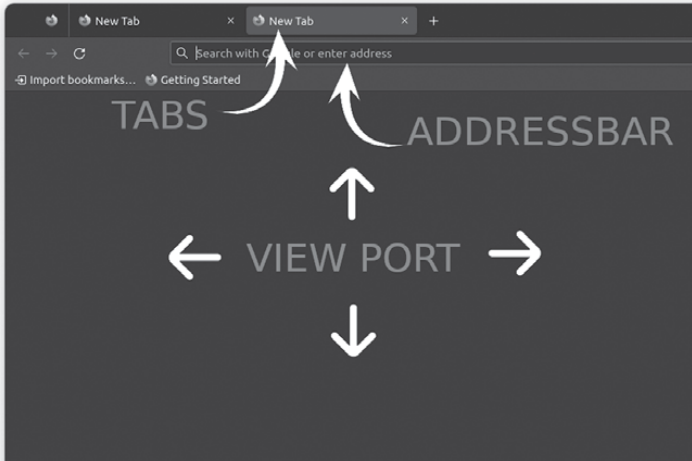 New Tab × New Tab × +
Search with Google or enter address
Import bookmarks... Getting Started
TABS
ADDRESSBAR
VIEW PORT